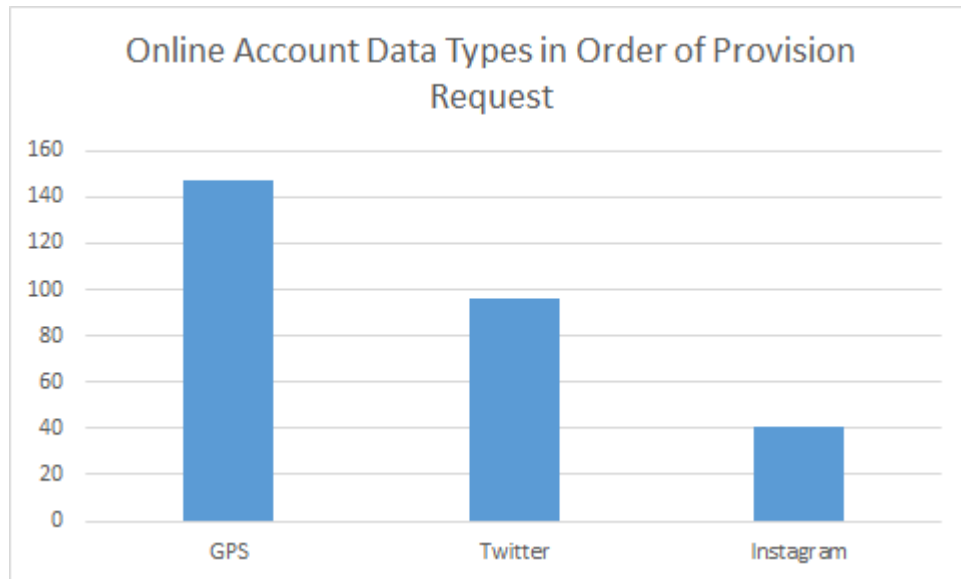 Online Account Data Types in Order of Provision
Request
160
140
120
100
80
60
40
20
0
GPS
Twitter
Instagram